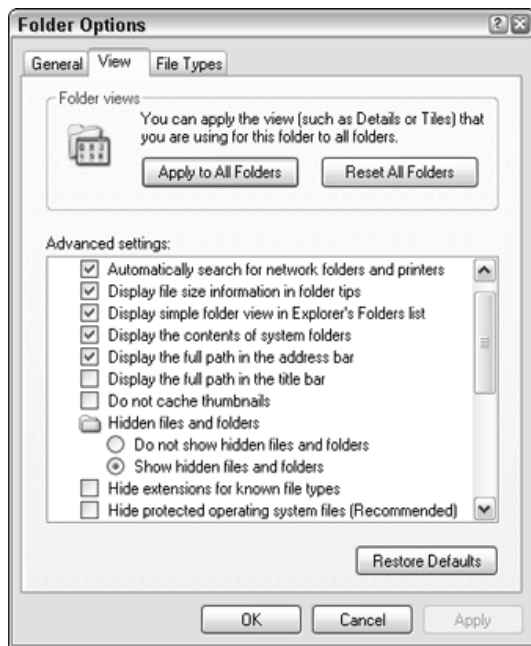 Folder Options
General View File Types
Folder views
You can apply the view (such as Details or Tiles) that
you are using for this folder to all folders.
Apply to All Folders Reset All Folders
Advanced settings:
Automatically search for network folders and printers
Display file size information in folder tips
Display simple folder view in Explorer's Folders list
Display the contents of system folders
Display the full path in the address bar
Display the full path in the title bar
Do not cache thumbnails
Hidden files and folders
Do not show hidden files and folders
Show hidden files and folders
Hide extensions for known file types
Hide protected operating system files (Recommended)
Restore Defaults
OK Cancel Apply